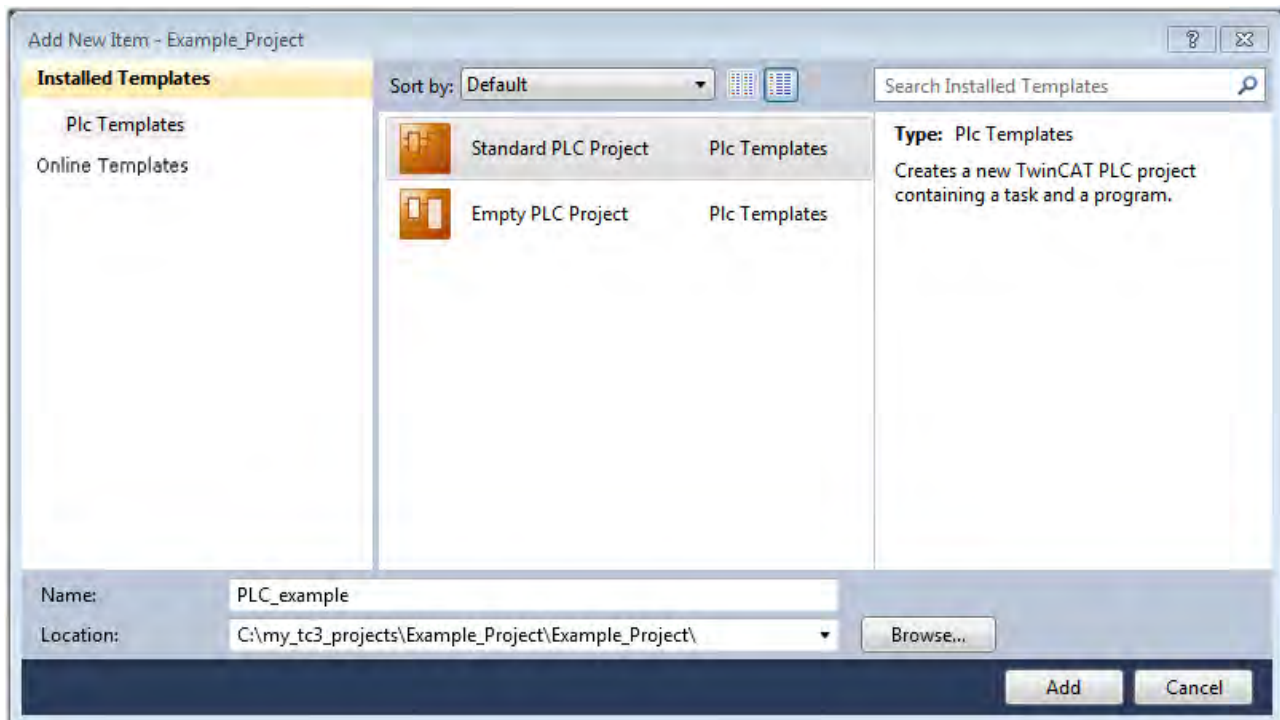 Add New Item - Example_Project
Installed Templates
Plc Templates
Online Templates
Sort by: Default
Search Installed Templates
Standard PLC Project Plc Templates
Empty PLC Project Plc Templates
Type: Plc Templates
Creates a new TwinCAT PLC project
containing a task and a program.
Name: PLC_example
Location: C:\my_tc3_projects\Example_Project\Example_Project\
Browse...
Add Cancel